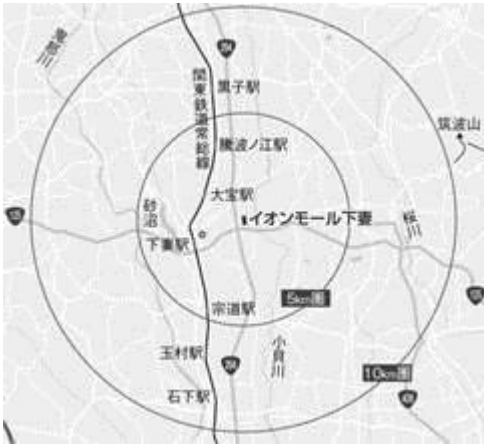 294
黒子駅
関東鉄道常総線
騰波ノ江駅
筑波山
大宝駅
砂沼
イオンモール下妻
桜川
125
下妻駅
125
5km圏
宗道駅
小貝川
玉村駅
294
10km圏
408
石下駅